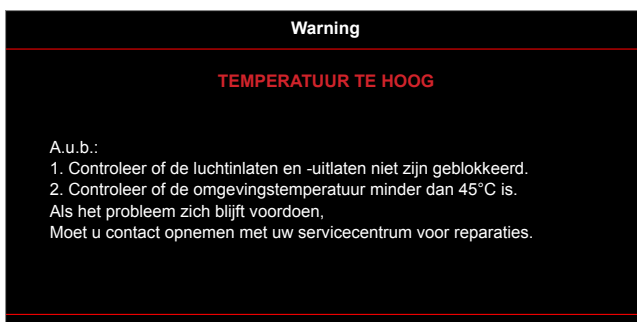 Warning
TEMPERATUUR TE HOOG
A.u.b.:
1. Controleer of de luchtinlaten en -uitlaten niet zijn geblokkeerd.
2. Controleer of de omgevingstemperatuur minder dan 45°C is.
Als het probleem zich blijft voordoen,
Moet u contact opnemen met uw servicecentrum voor reparaties.